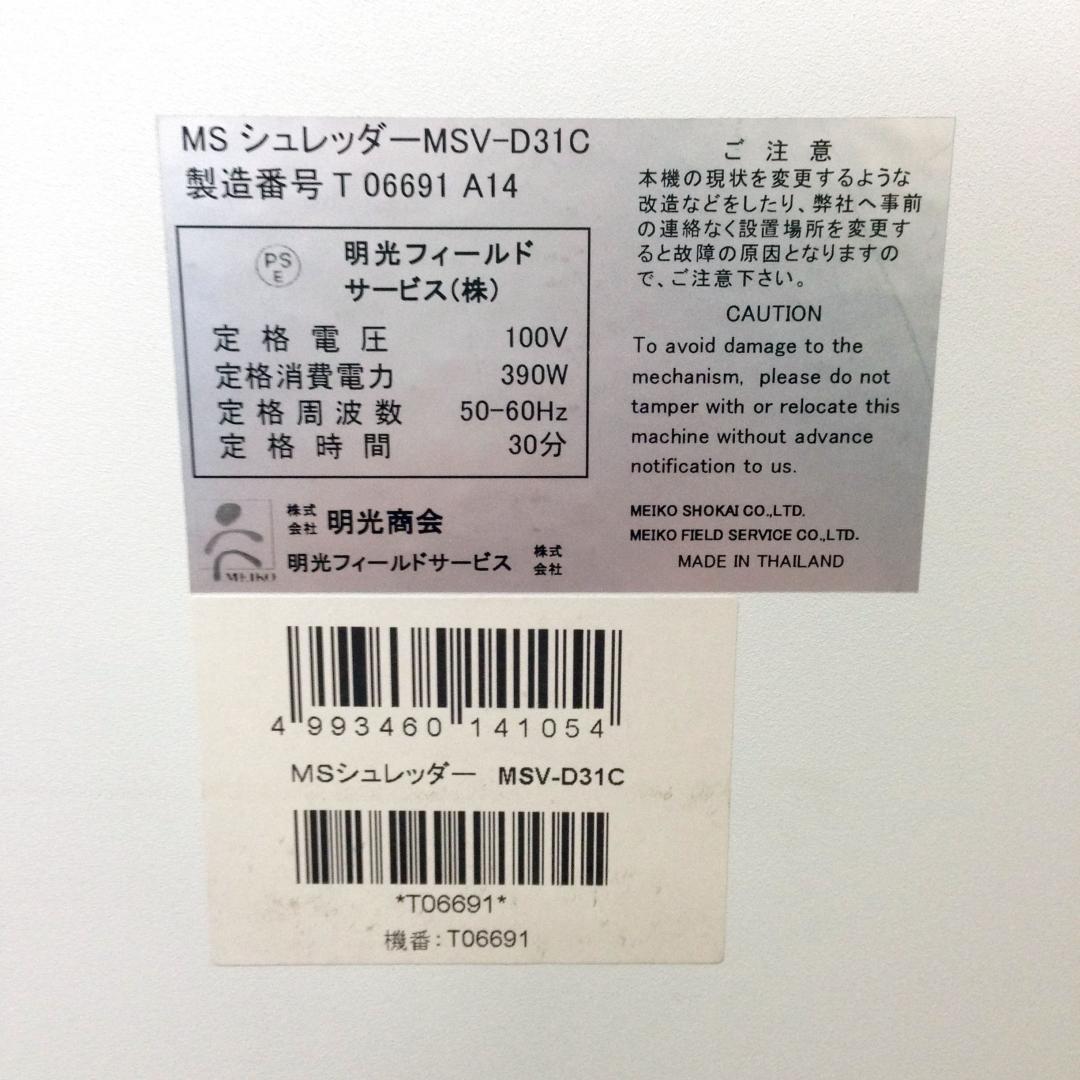 MS シュレッダーMSV-D31C
製造番号 T 06691 A14
PS
E
明光フィールド
サービス(株)
定格電圧 100V
定格消費電力 390W
定格周波数 50-60Hz
定格時間 30分
株式
会社 明光商会
明光フィールドサービス 株式
会社
MEIKO
ご注意
本機の現状を変更するような
改造などをしたり、弊社へ事前
の連絡なく設置場所を変更す
ると故障の原因となりますの
で、ご注意下さい。
CAUTION
To avoid damage to the
mechanism, please do not
tamper with or relocate this
machine without advance
notification to us.
MEIKO SHOKAI CO.,LTD.
MEIKO FIELD SERVICE CO.,LTD.
MADE IN THAILAND
4 993460 141054
MSシュレッダー MSV-D31C
*T06691*
機番:T06691